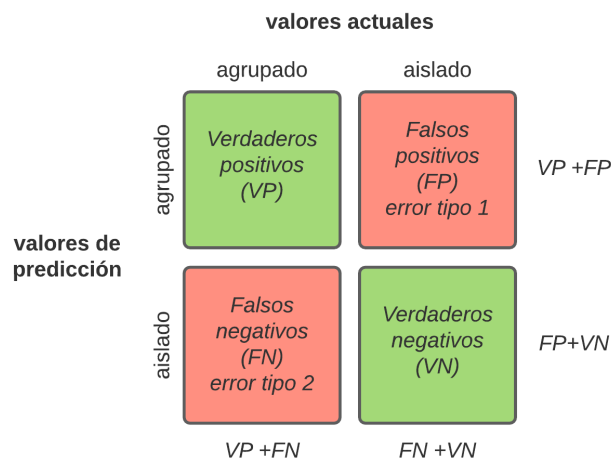 valores actuales
agrupado
aislado
agrupado
Verdaderos
positivos
(VP)
Falsos
positivos
(FP)
error tipo 1
VP +FP
valores de
predicción
aislado
Falsos
negativos
(FN)
error tipo 2
Verdaderos
negativos
(VN)
FP+VN
VP +FN
FN +VN